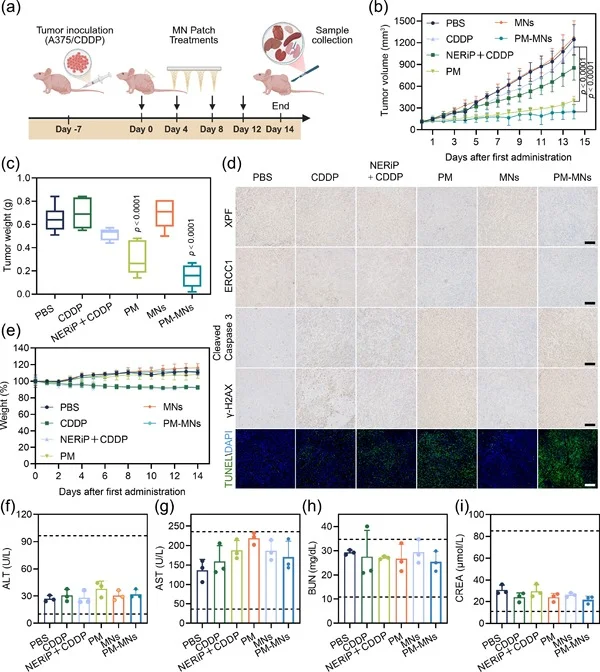 (a)
Tumor inoculation
(A375/CDDP)
MN Patch
Treatments
Sample
collection
End
Day -7
Day 0
Day 4
Day 8
Day 12
Day 14
(b)
Tumor volume (mm³)
1500
1200
900
600
300
0
1 3 5 7 9 11 13 15
Days after first administration
PBS
CDDP
NERiP+CDDP
PM
MNs
PM-MNs
p < 0.0001
p < 0.0001
(c)
Tumor weight (g)
1.0
0.8
0.6
0.4
0.2
0.0
p < 0.0001
p < 0.0001
PBS
CDDP
NERiP+CDDP
PM
MNs
PM-MNs
(d)
PBS
CDDP
NERiP
+CDDP
PM
MNs
PM-MNs
XPF
ERCC1
Cleaved
Caspase 3
γ-H2AX
TUNEL\DAPI
(e)
Weight (%)
140
120
100
80
60
40
20
0
0 2 4 6 8 10 12 14
Days after first administration
PBS
CDDP
NERiP+CDDP
PM
MNs
PM-MNs
(f)
ALT (U/L)
120
90
60
30
0
PBS
CDDP
NERiP+CDDP
PM
MNs
PM-MNs
(g)
AST (U/L)
250
200
150
100
50
0
PBS
CDDP
NERiP+CDDP
PM
MNs
PM-MNs
(h)
BUN (mg/dL)
50
40
30
20
10
0
PBS
CDDP
NERiP+CDDP
PM
MNs
PM-MNs
(i)
CREA (μmol/L)
100
80
60
40
20
0
PBS
CDDP
NERiP+CDDP
PM
MNs
PM-MNs